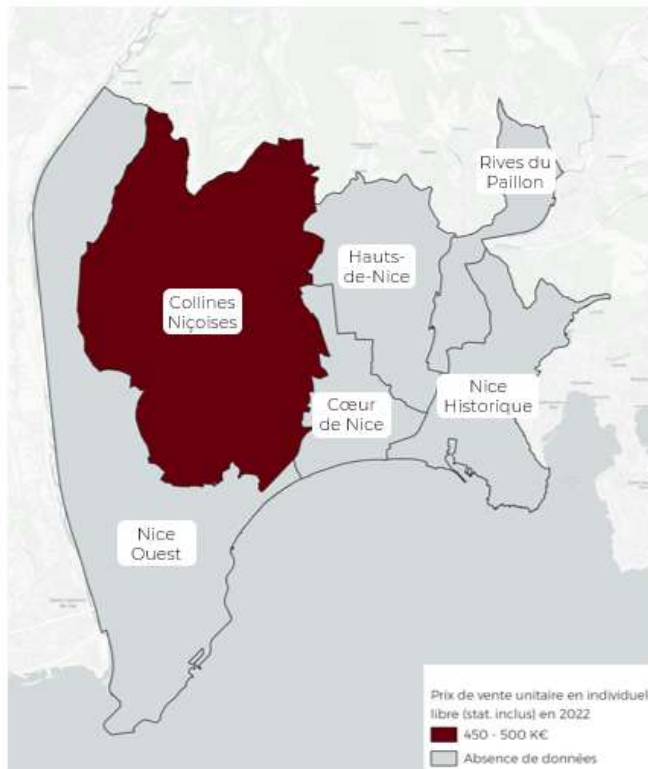 Rives du
Paillon
Hauts-
de-Nice
Collines
Niçoises
Cœur
de Nice
Nice
Historique
Nice
Ouest
Prix de vente unitaire en individuel
libre (stat. inclus) en 2022
450 - 500 K€
Absence de données